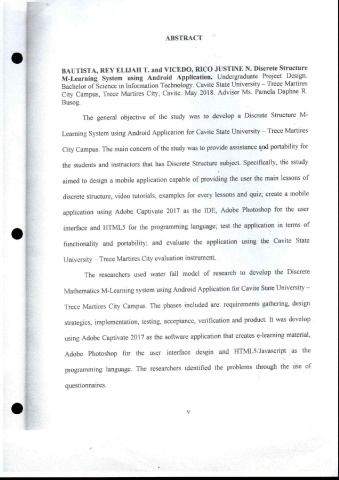 ABSTRACT
BAUTISTA, REY ELIJAH T. and VICEDO, RICO JUSTINE N. Discrete Structure
M-Learning System using Android Application. Undergraduate Project Design.
Bachelor of Science in Information Technology. Cavite State University – Trece Martires
City Campus, Trece Martires City, Cavite. May 2018. Adviser Ms. Pamela Daphne R.
Busog.
The general objective of the study was to develop a Discrete Structure M-
Learning System using Android Application for Cavite State University – Trece Martires
City Campus. The main concern of the study was to provide assistance and portability for
the students and instructors that has Discrete Structure subject. Specifically, the study
aimed to design a mobile application capable of providing the user the main lessons of
discrete structure, video tutorials, examples for every lessons and quiz; create a mobile
application using Adobe Captivate 2017 as the IDE, Adobe Photoshop for the user
interface and HTML5 for the programming language; test the application in terms of
functionality and portability; and evaluate the application using the Cavite State
University – Trece Martires City evaluation instrument.
The researchers used water fall model of research to develop the Discrete
Mathematics M-Learning system using Android Application for Cavite State University –
Trece Martires City Campus. The phases included are: requirements gathering, design
strategies, implementation, testing, acceptance, verification and product. It was develop
using Adobe Captivate 2017 as the software application that creates e-learning material,
Adobe Photoshop for the user interface desgin and HTML5/Javascript as the
programming language. The researchers identified the problems through the use of
questionnaires.
v